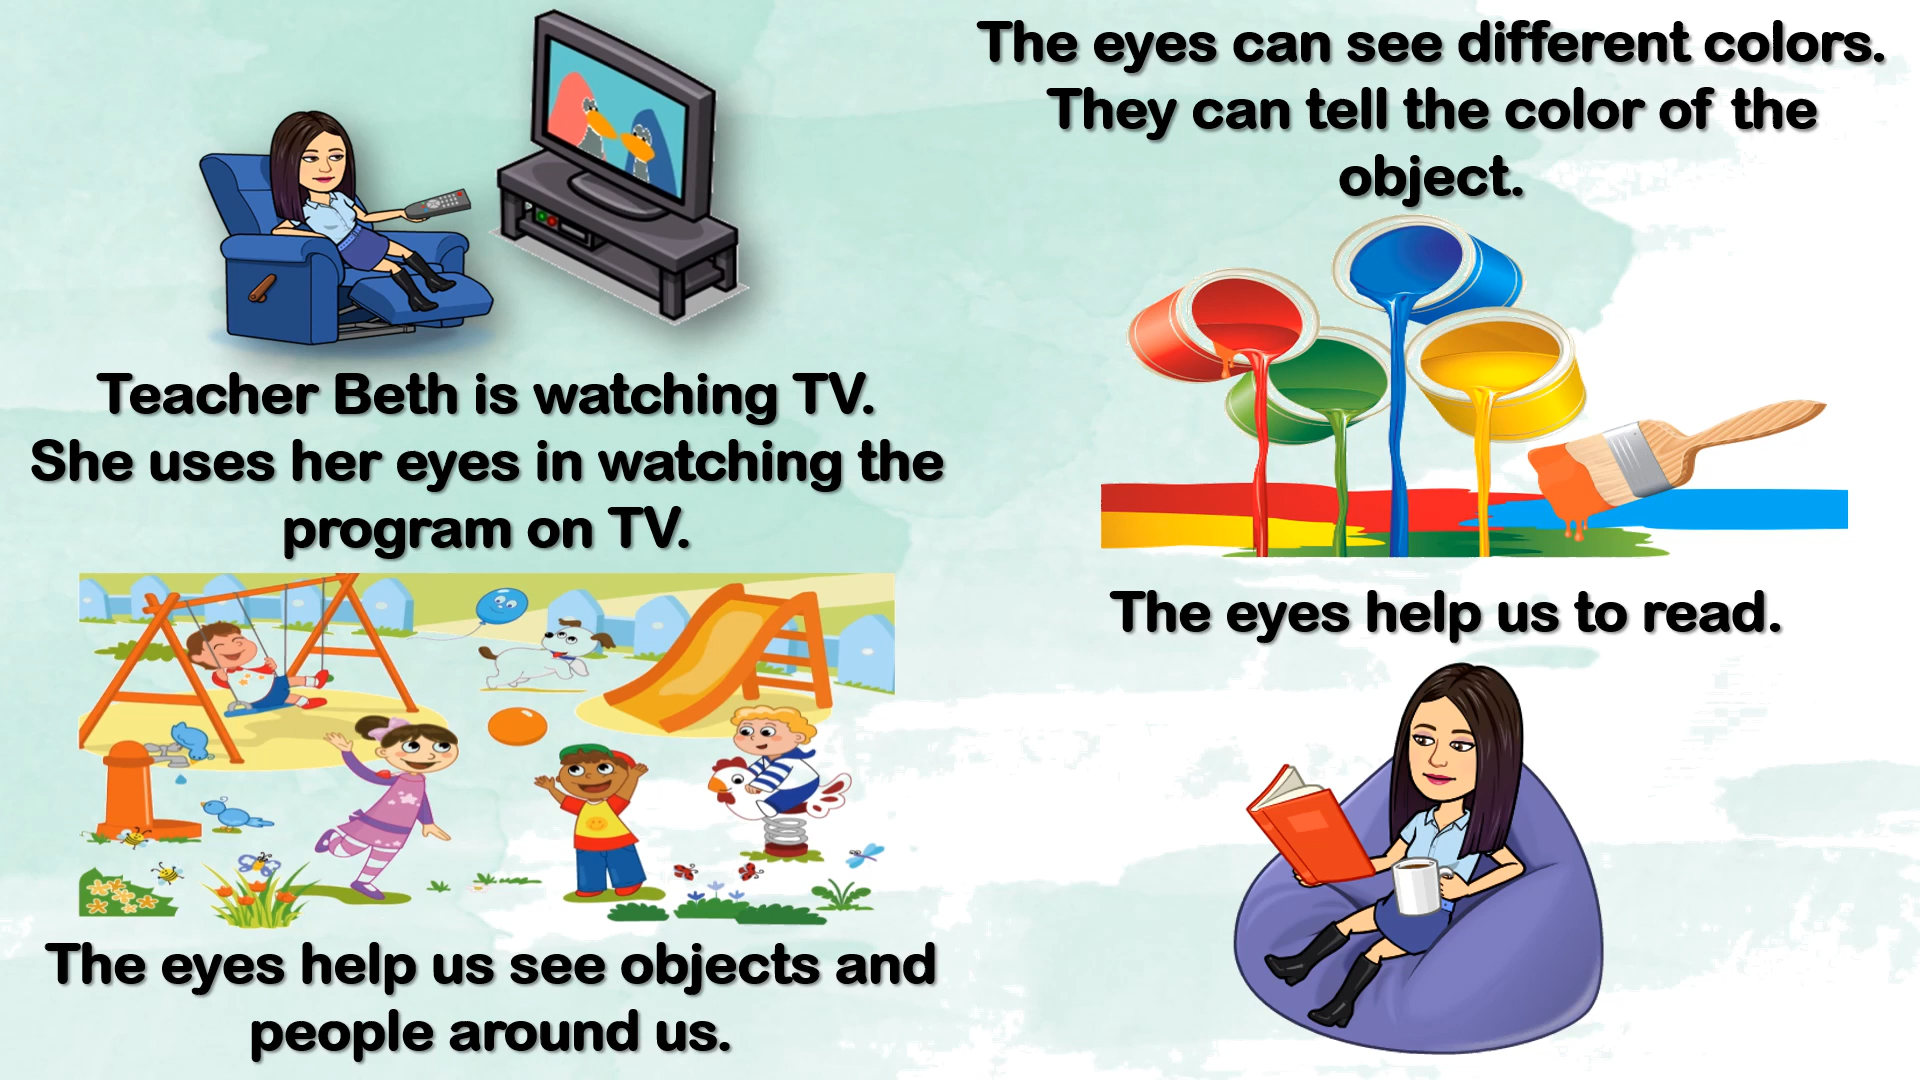 Teacher Beth is watching TV.
She uses her eyes in watching the
program on TV.
The eyes help us see objects and
people around us.
The eyes can see different colors.
They can tell the color of the
object.
The eyes help us to read.